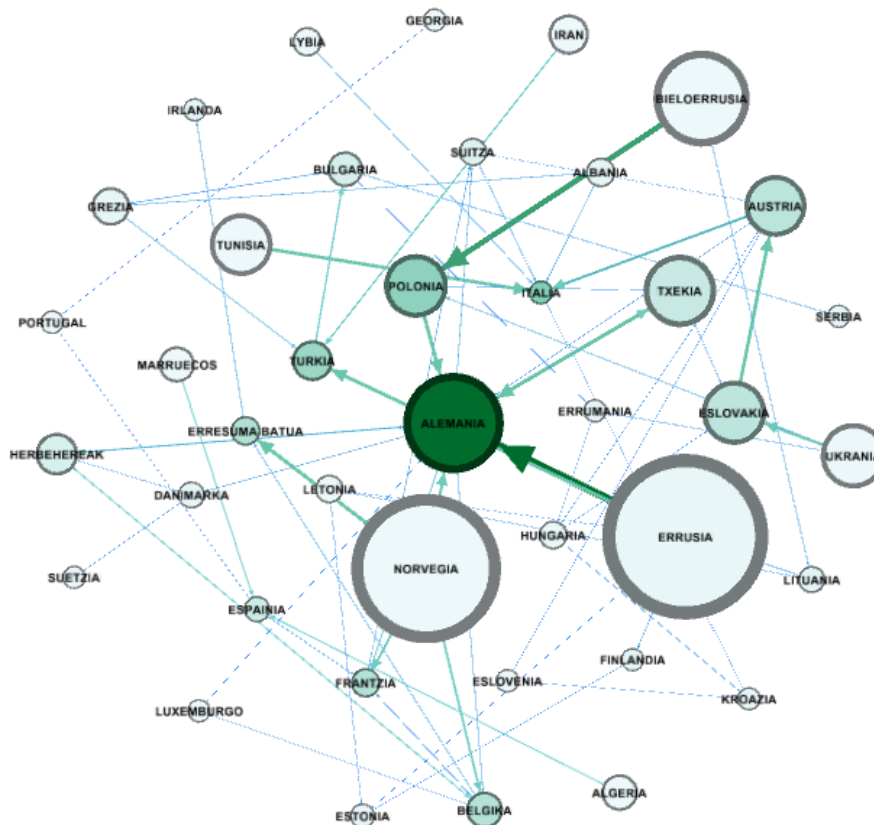 GEORGIA
LYBIA
IRAN
BIELOERRUSIA
IRLANDA
SUITZA
BULGARIA
ALBANIA
GREZIA
AUSTRIA
TUNISIA
POLONIA
ITALIA
TXEKIA
SERBIA
PORTUGAL
MARRUECOS
TURKIA
ERRUMANIA
ESLOVAKIA
ALEMANIA
ERRESUMA BATUA
HERBEHEREAK
UKRANIA
LETONIA
DANIMARKA
HUNGARIA
ERRUSIA
NORVEGIA
SUETZIA
LITUANIA
ESPAINIA
FINLANDIA
FRANTZIA
ESLOVENIA
KROAZIA
LUXEMBURGO
ALGERIA
BELGIKA
ESTONIA